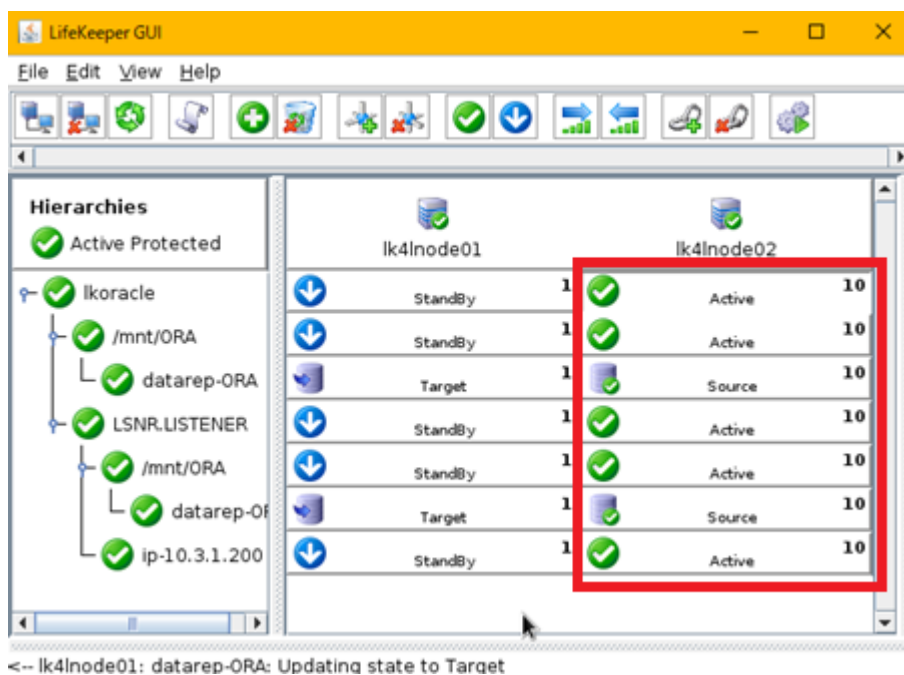 LifeKeeper GUI
File Edit View Help
Hierarchies
Active Protected
lk4lnode01
lk4lnode02
lkoracle
StandBy
1
Active
10
/mnt/ORA
StandBy
1
Active
10
datarep-ORA
Target
1
Source
10
LSNR.LISTENER
StandBy
1
Active
10
/mnt/ORA
StandBy
1
Active
10
datarep-OF
Target
1
Source
10
ip-10.3.1.200
StandBy
1
Active
10
<-- lk4lnode01: datarep-ORA: Updating state to Target